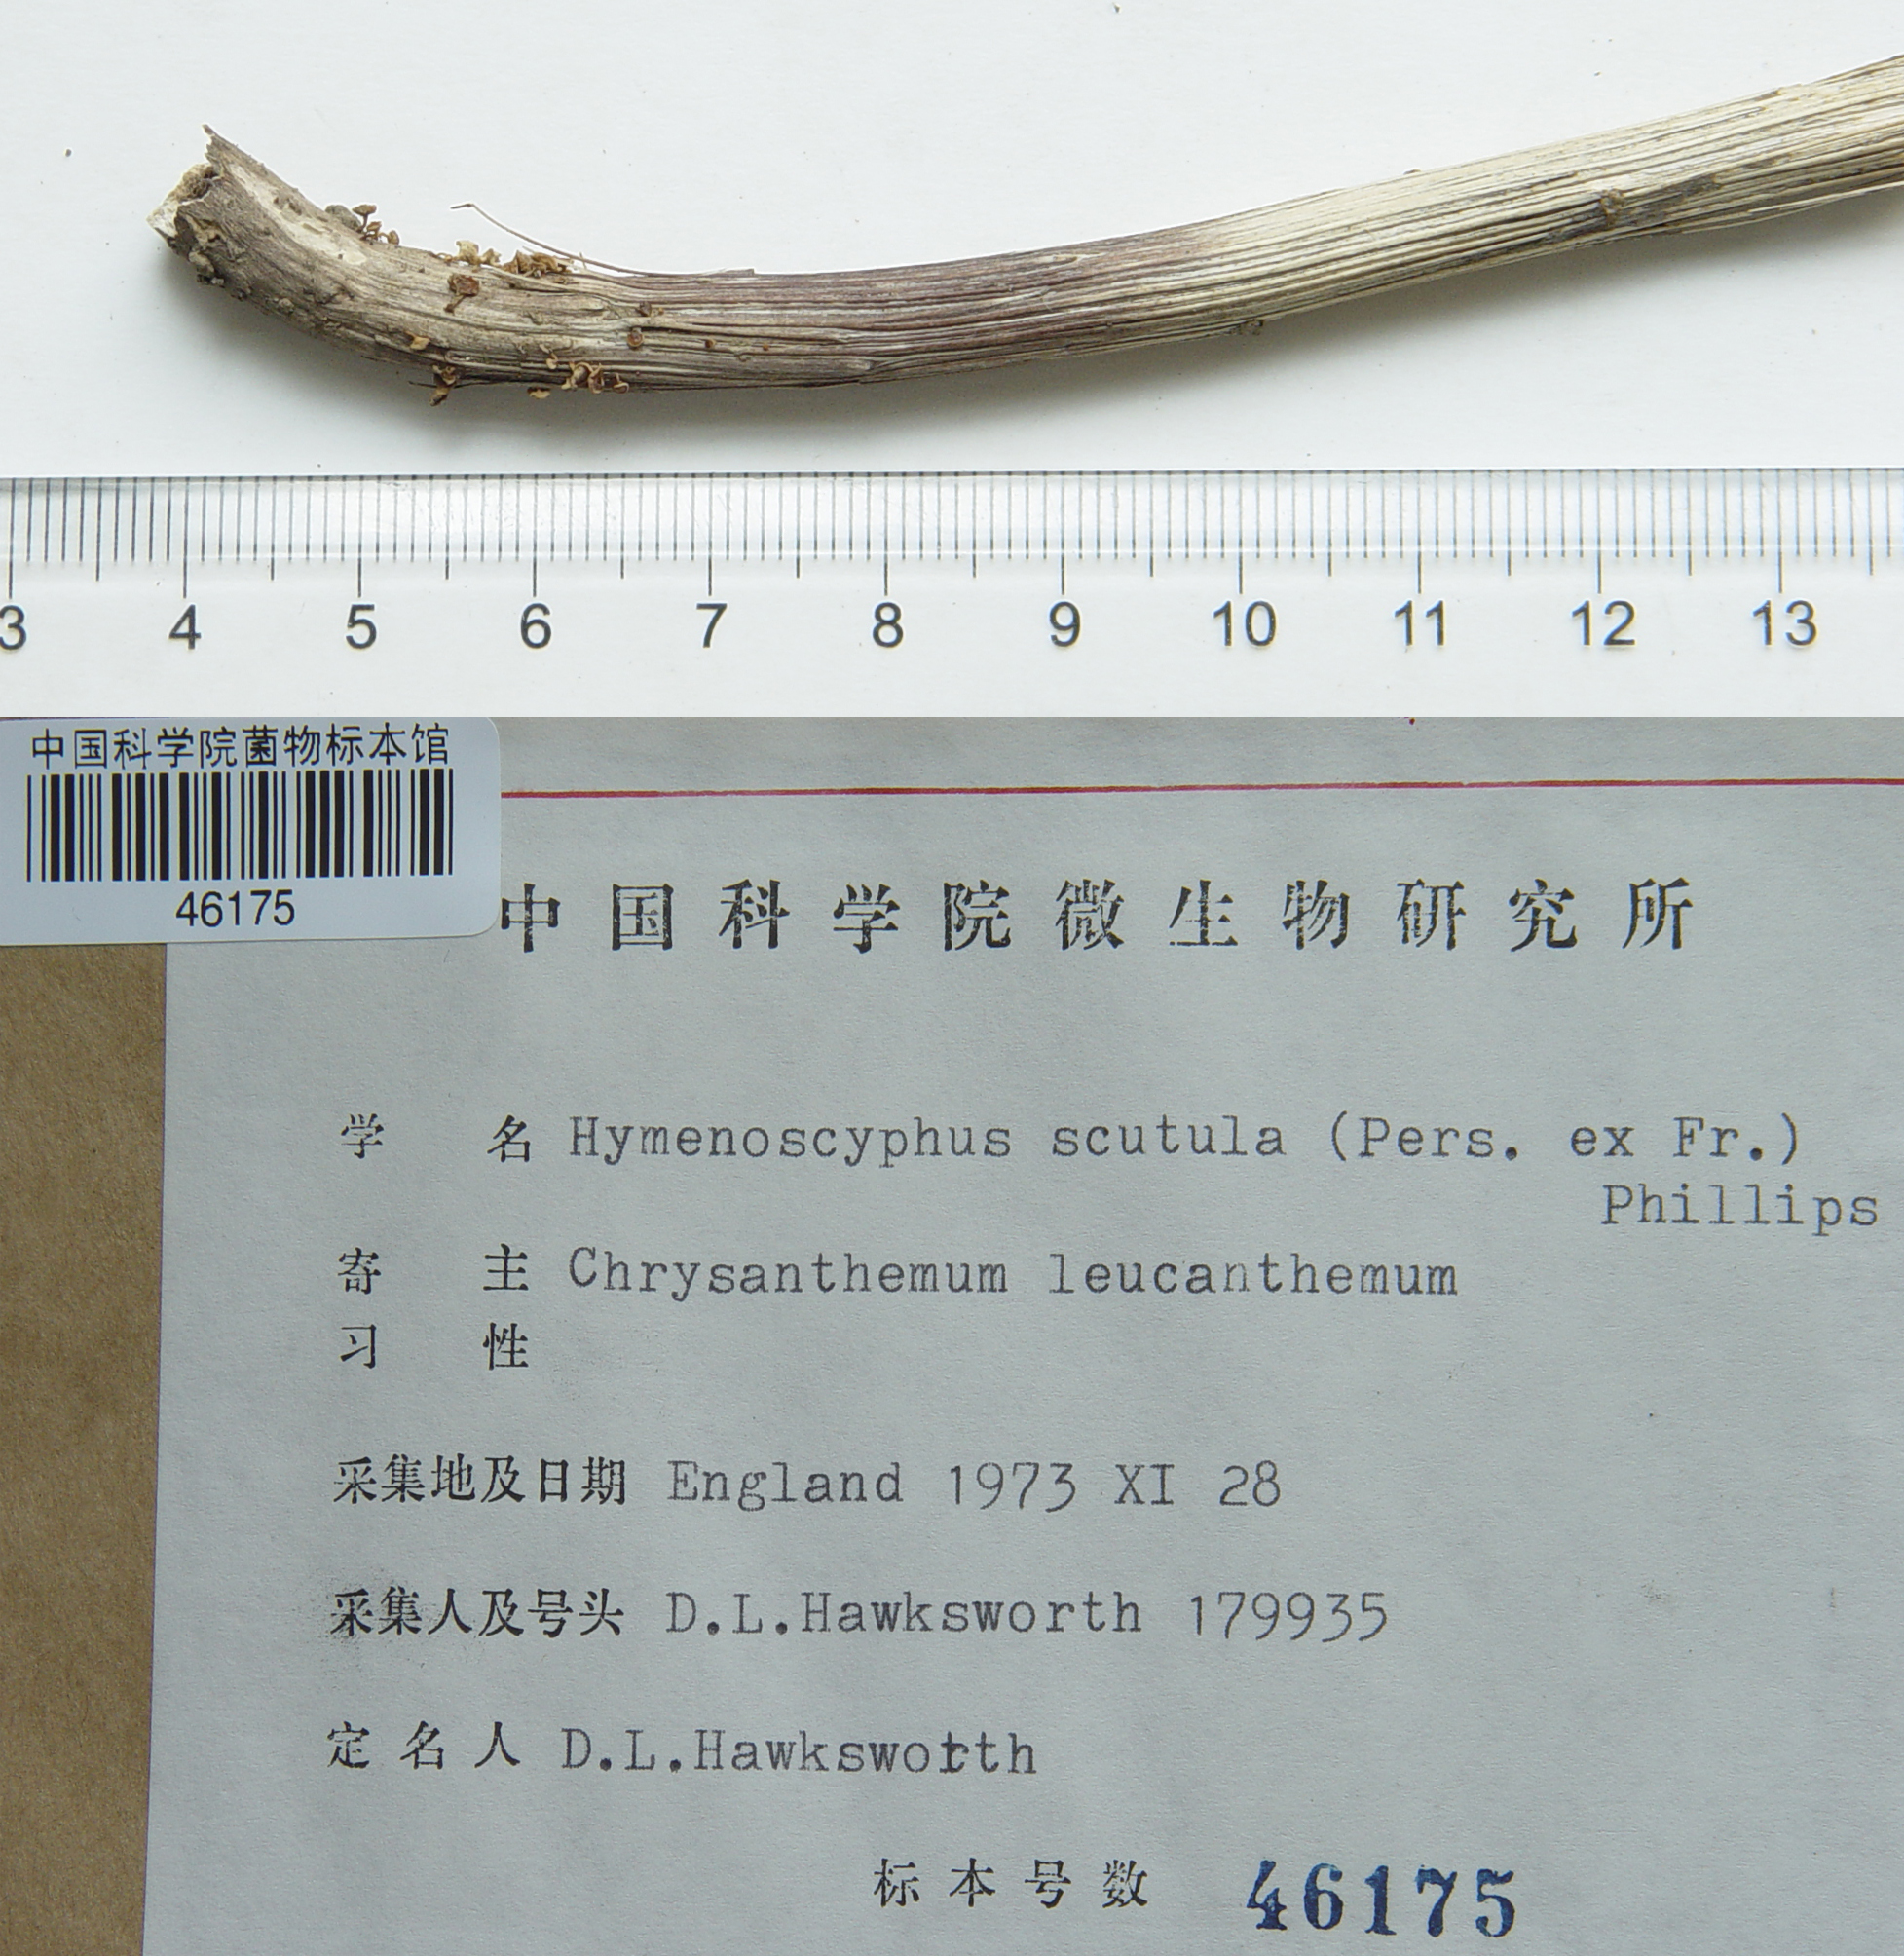 3 4 5 6 7 8 9 10 11 12 13
中国科学院菌物标本馆
46175
中国科学院微生物研究所
学名 Hymenoscyphus scutula (Pers. ex Fr.)
Phillips
寄主 Chrysanthemum leucanthemum
习性
采集地及日期 England 1973 XI 28
采集人及号头 D.L.Hawksworth 179935
定名人 D.L.Hawksworth
标本号数 46175